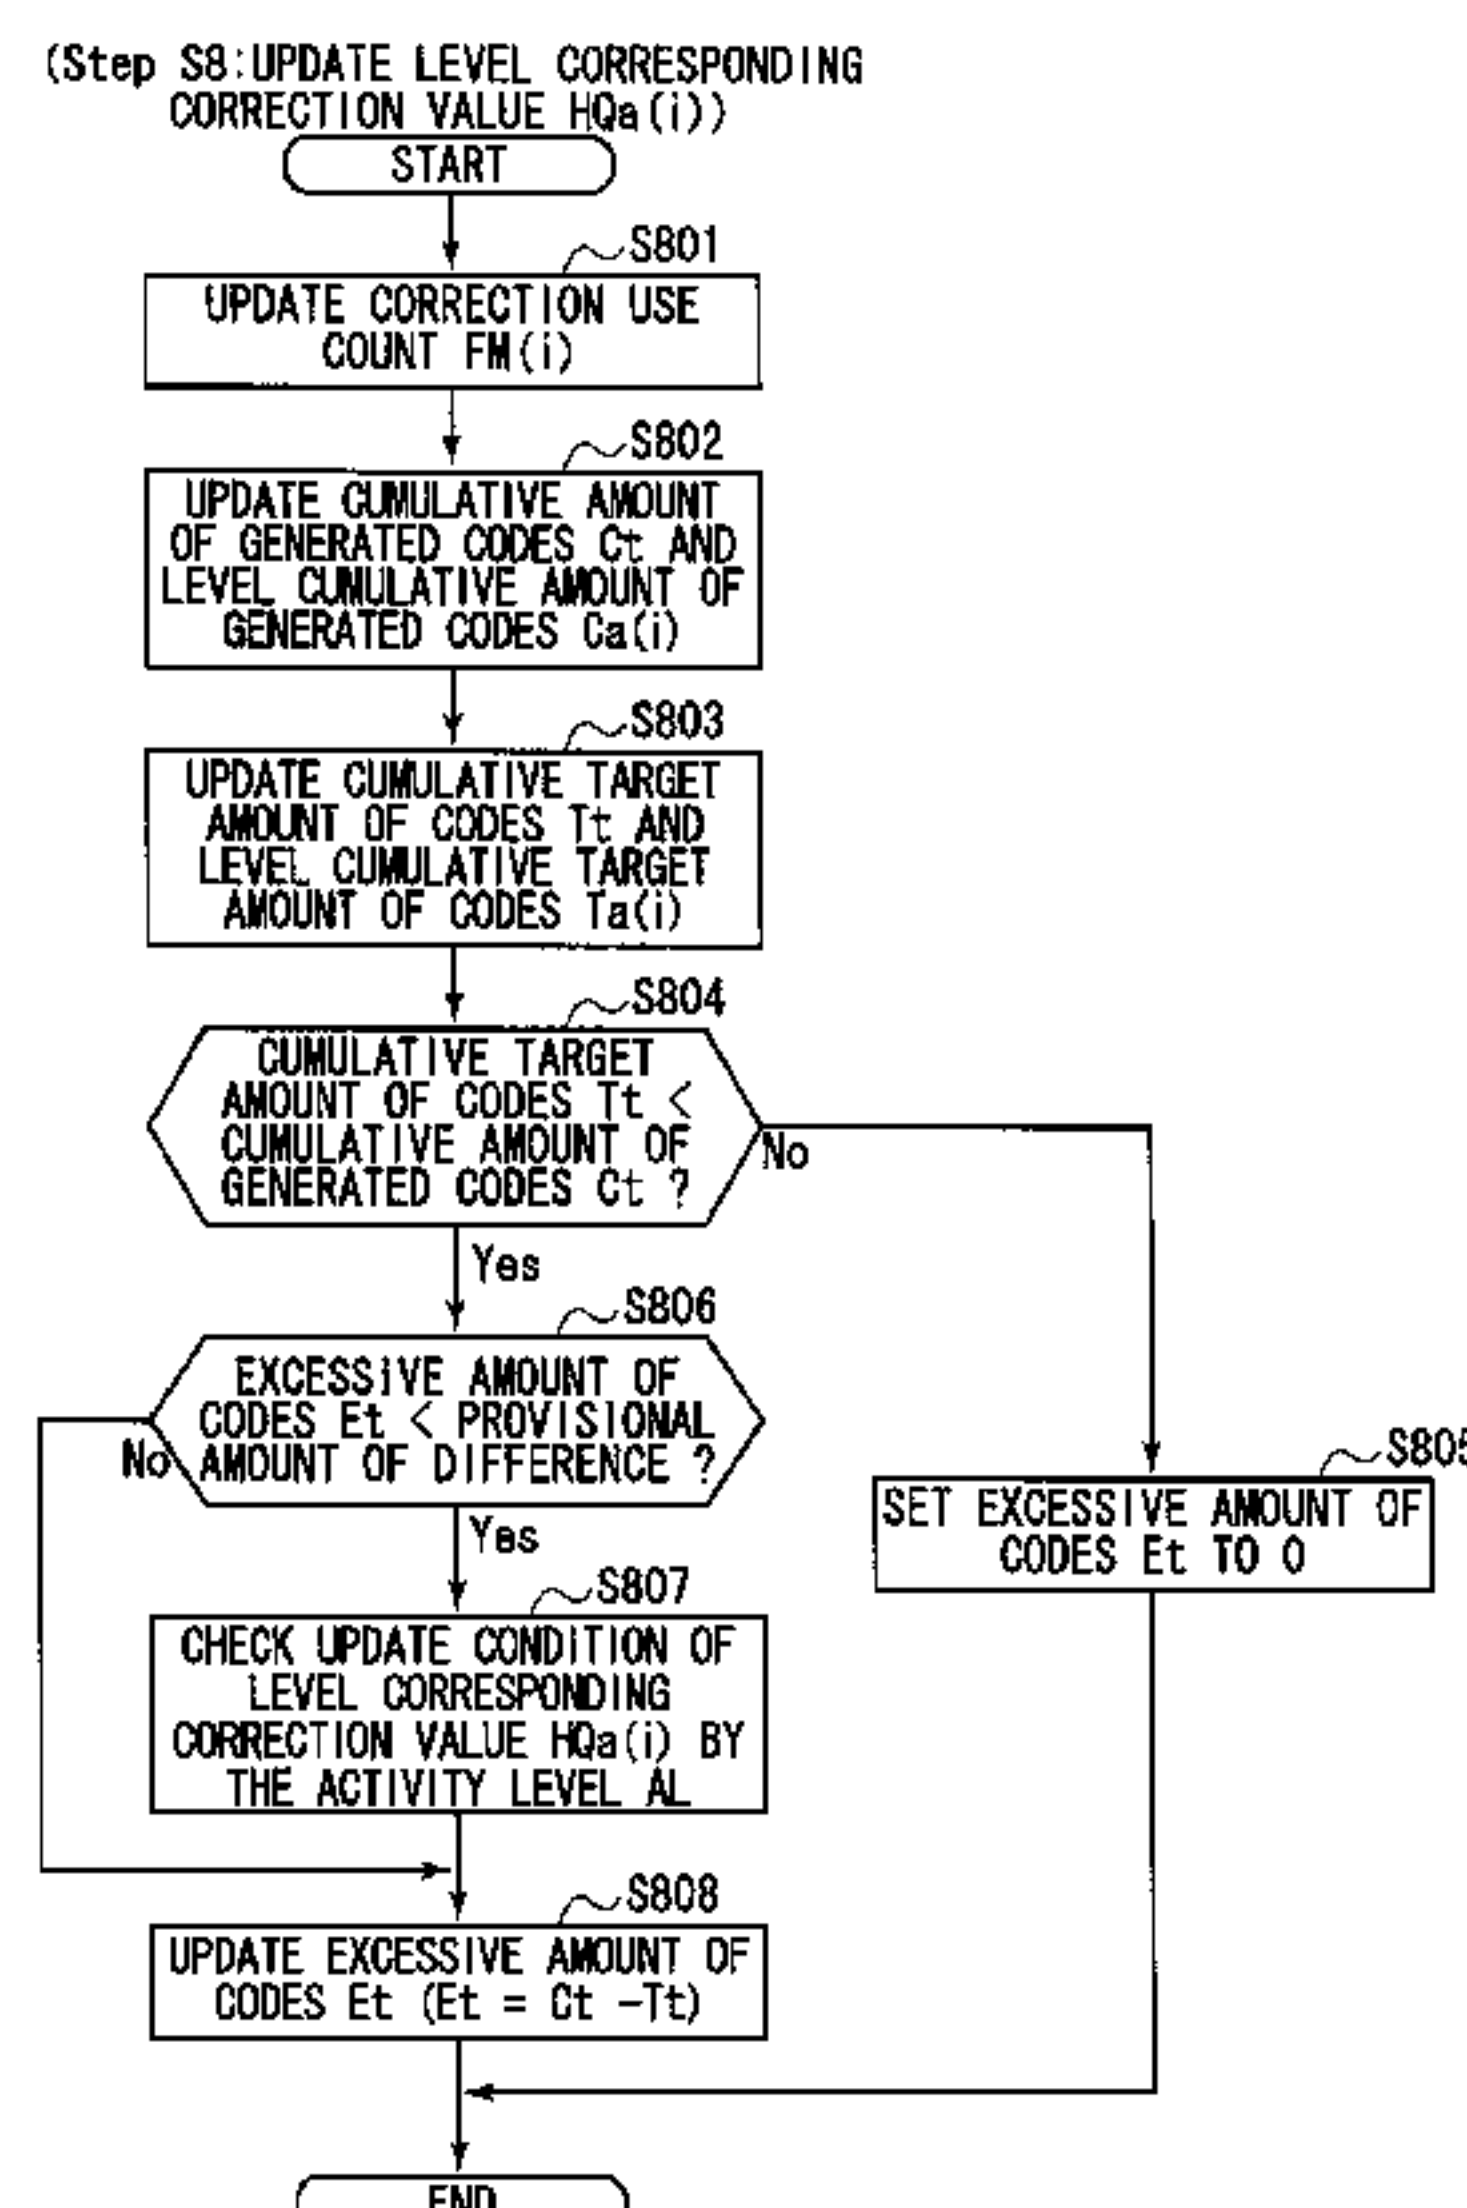 (Step S8:UPDATE LEVEL CORRESPONDING
CORRECTION VALUE HQa(i))
START
S801
UPDATE CORRECTION USE
COUNT FM(i)
S802
UPDATE CUMULATIVE AMOUNT
OF GENERATED CODES Ct AND
LEVEL CUMULATIVE AMOUNT OF
GENERATED CODES Ca(i)
S803
UPDATE CUMULATIVE TARGET
AMOUNT OF CODES Tt AND
LEVEL CUMULATIVE TARGET
AMOUNT OF CODES Ta(i)
S804
CUMULATIVE TARGET
AMOUNT OF CODES Tt <
CUMULATIVE AMOUNT OF
GENERATED CODES Ct ?
No
Yes
S806
EXCESSIVE AMOUNT OF
CODES Et < PROVISIONAL
AMOUNT OF DIFFERENCE ?
No
Yes
S805
SET EXCESSIVE AMOUNT OF
CODES Et TO 0
S807
CHECK UPDATE CONDITION OF
LEVEL CORRESPONDING
CORRECTION VALUE HQa(i) BY
THE ACTIVITY LEVEL AL
S808
UPDATE EXCESSIVE AMOUNT OF
CODES Et (Et = Ct -Tt)
END